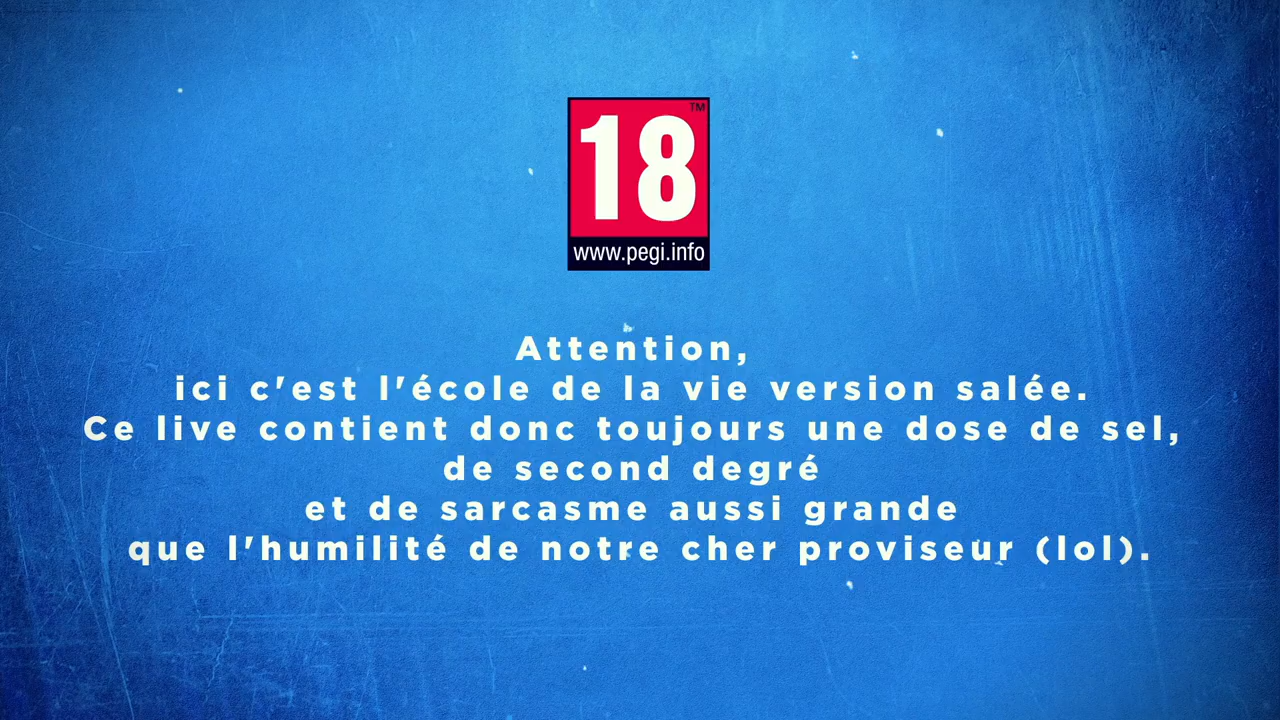 TM
18
www.pegi.info
Attention,
ici c'est l'école de la vie version salée.
Ce live contient donc toujours une dose de sel,
de second degré
et de sarcasme aussi grande
que l'humilité de notre cher proviseur (lol).